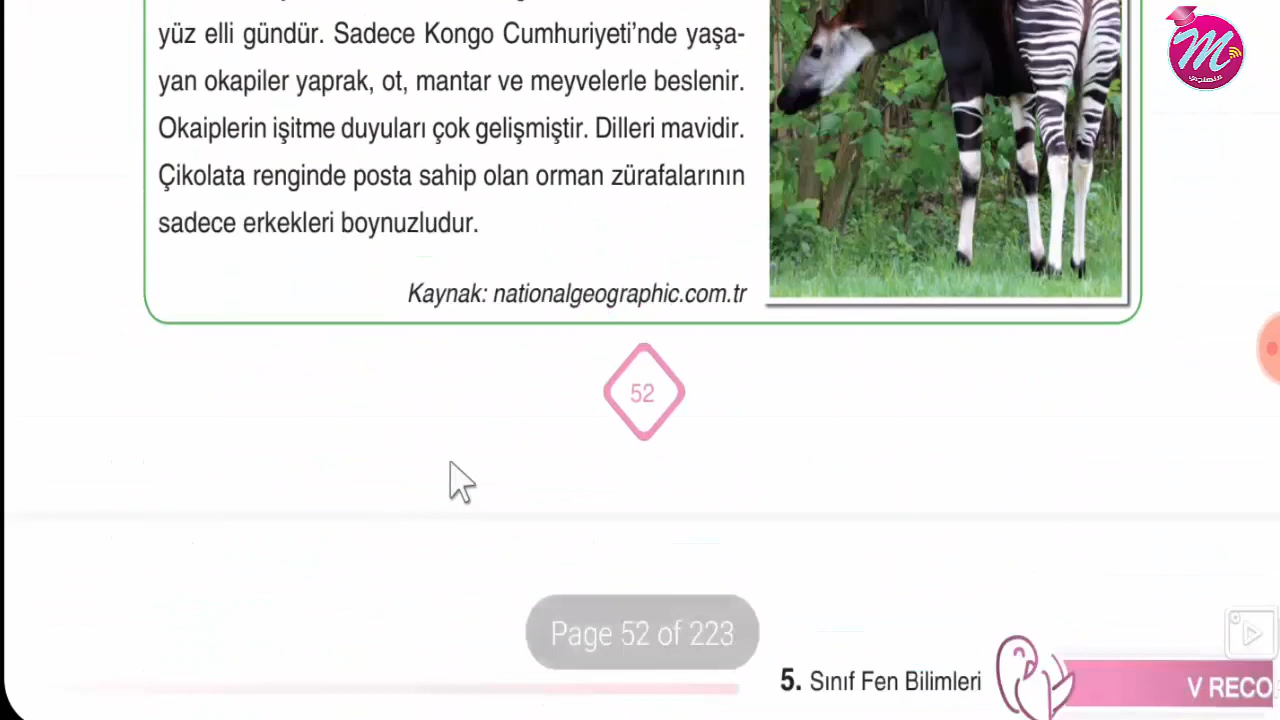 yüz elli gündür. Sadece Kongo Cumhuriyeti’nde yaşa-
yan okapiler yaprak, ot, mantar ve meyvelerle beslenir.
Okaiplerin işitme duyuları çok gelişmiştir. Dilleri mavidir.
Çikolata renginde posta sahip olan orman zürafalarının
sadece erkekleri boynuzludur.
Kaynak: nationalgeographic.com.tr
52
Page 52 of 223
5. Sınıf Fen Bilimleri
V RECO